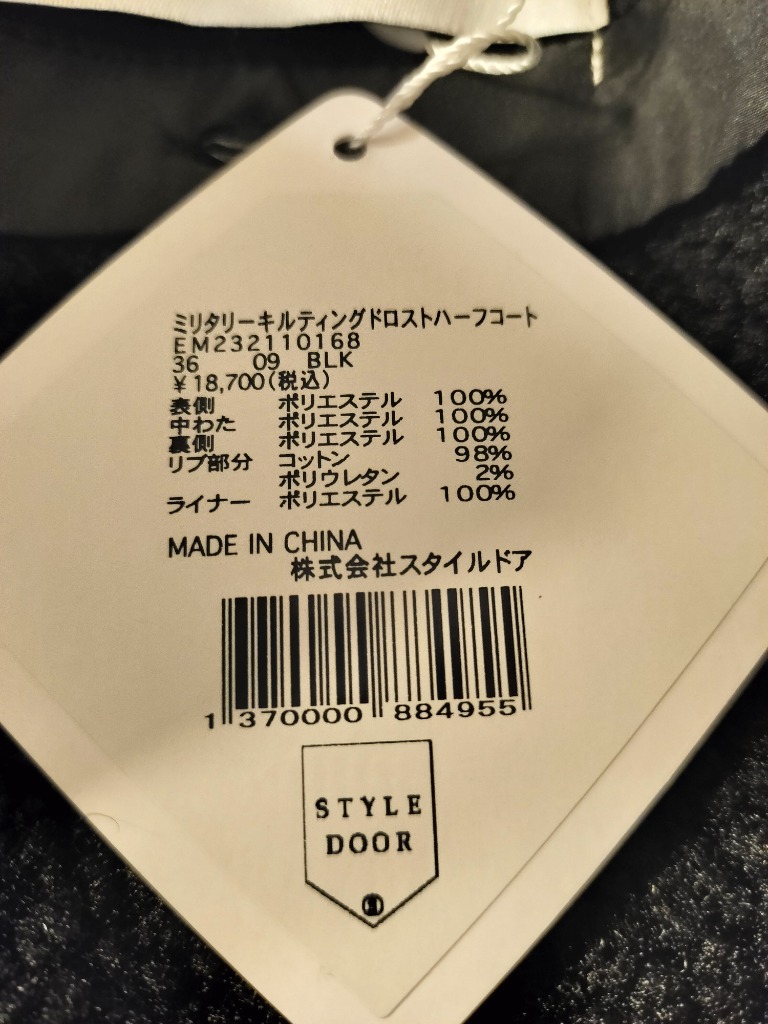 ミリタリーキルティングドロストハーフコート
EM232110168
36 09 BLK
¥18,700(税込)
表側 ポリエステル 100%
中わた ポリエステル 100%
裏側 ポリエステル 100%
リブ部分 コットン 98%
ポリウレタン 2%
ライナー ポリエステル 100%
MADE IN CHINA
株式会社スタイルドア
1 370000 884955
STYLE
DOOR